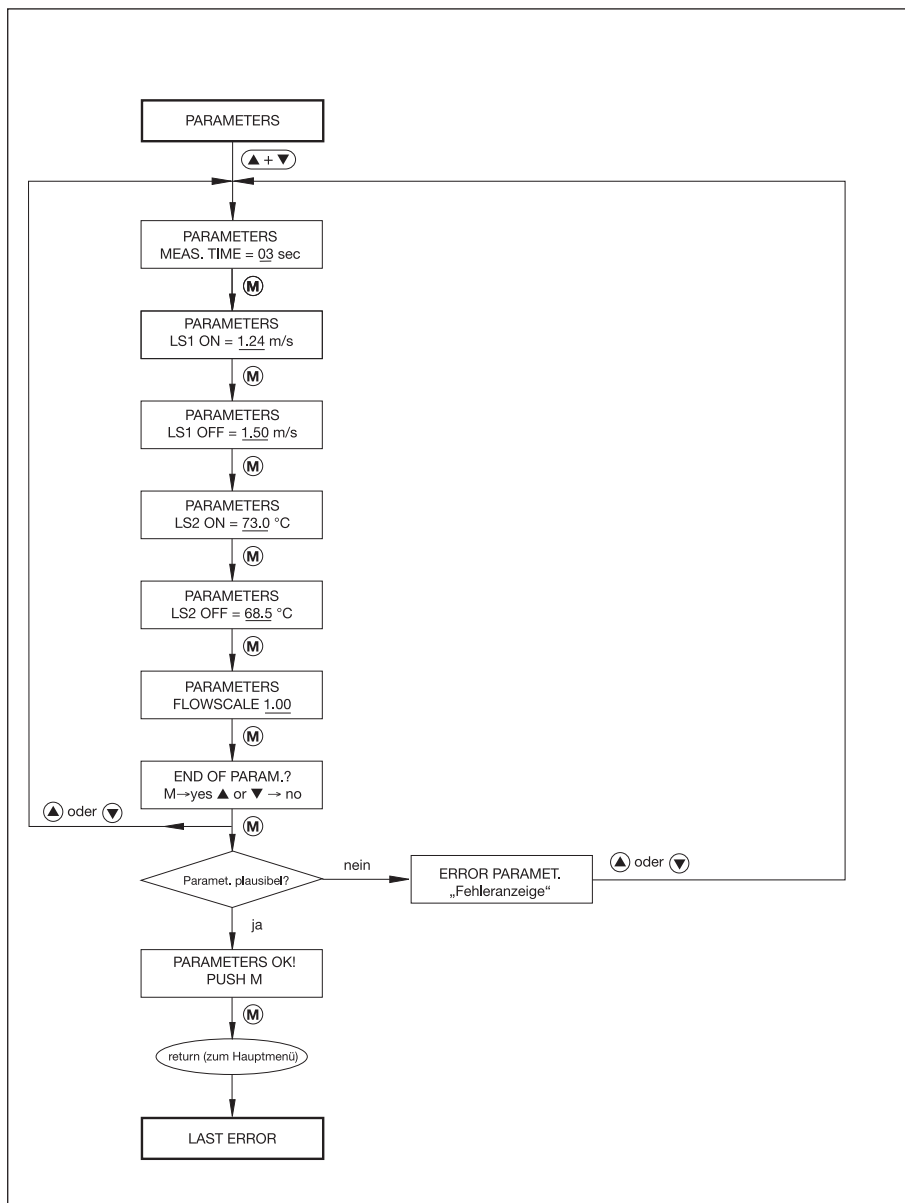 PARAMETERS
▲ + ▼
PARAMETERS
MEAS. TIME = 03 sec
M
PARAMETERS
LS1 ON = 1.24 m/s
M
PARAMETERS
LS1 OFF = 1.50 m/s
M
PARAMETERS
LS2 ON = 73.0 °C
M
PARAMETERS
LS2 OFF = 68.5 °C
M
PARAMETERS
FLOWSCALE 1.00
M
END OF PARAM.?
M→yes ▲ or ▼ → no
▲ oder ▼
M
Paramet. plausibel?
nein
ERROR PARAMET.
„Fehleranzeige“
▲ oder ▼
ja
PARAMETERS OK!
PUSH M
M
return (zum Hauptmenü)
LAST ERROR